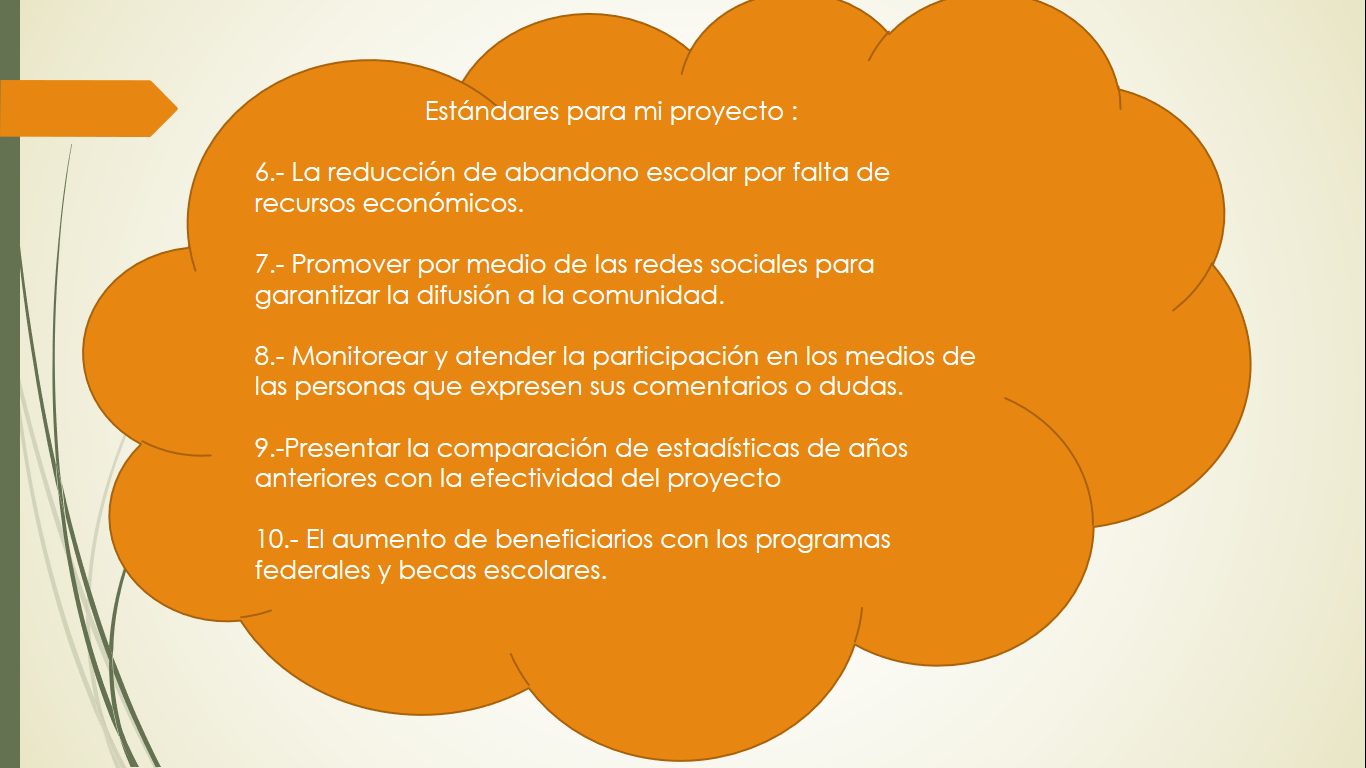 Estándares para mi proyecto :
6.- La reducción de abandono escolar por falta de
recursos económicos.
7.- Promover por medio de las redes sociales para
garantizar la difusión a la comunidad.
8.- Monitorear y atender la participación en los medios de
las personas que expresen sus comentarios o dudas.
9.-Presentar la comparación de estadísticas de años
anteriores con la efectividad del proyecto
10.- El aumento de beneficiarios con los programas
federales y becas escolares.